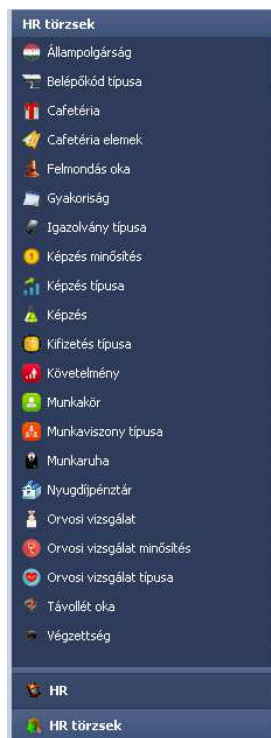 HR törzsek
Állampolgárság
Belépőkód típusa
Cafetéria
Cafetéria elemek
Felmondás oka
Gyakoriság
Igazolvány típusa
Képzés minősítés
Képzés típusa
Képzés
Kifizetés típusa
Követelmény
Munkakör
Munkaviszony típusa
Munkaruha
Nyugdíjpénztár
Orvosi vizsgálat
Orvosi vizsgálat minősítés
Orvosi vizsgálat típusa
Távollét oka
Végzettség
HR
HR törzsek